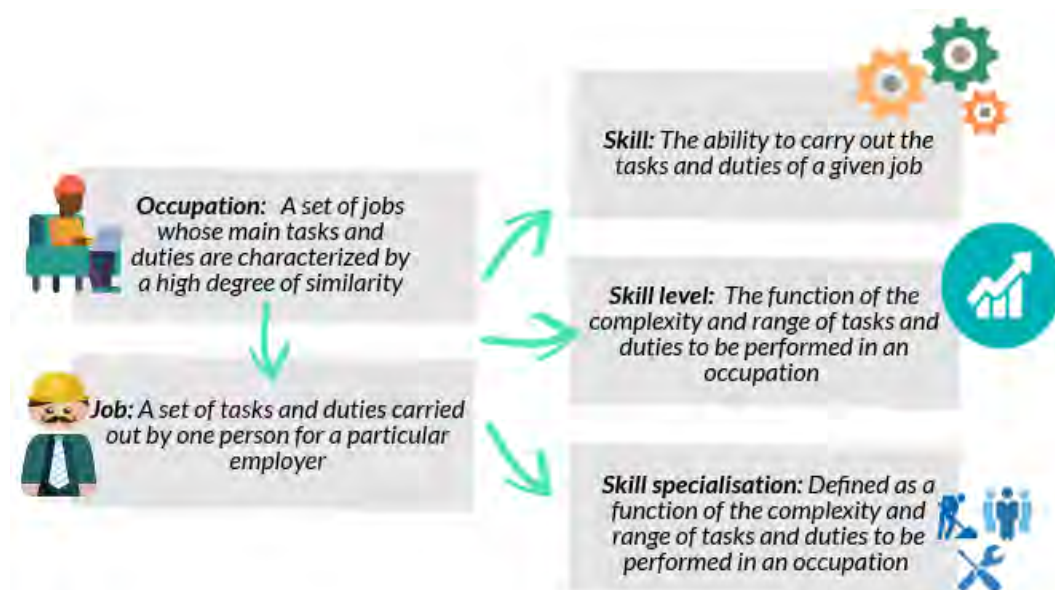 Occupation: A set of jobs
whose main tasks and
duties are characterized by
a high degree of similarity
Job: A set of tasks and duties carried
out by one person for a particular
employer
Skill: The ability to carry out the
tasks and duties of a given job
Skill level: The function of the
complexity and range of tasks and
duties to be performed in an
occupation
Skill specialisation: Defined as a
function of the complexity and
range of tasks and duties to be
performed in an occupation